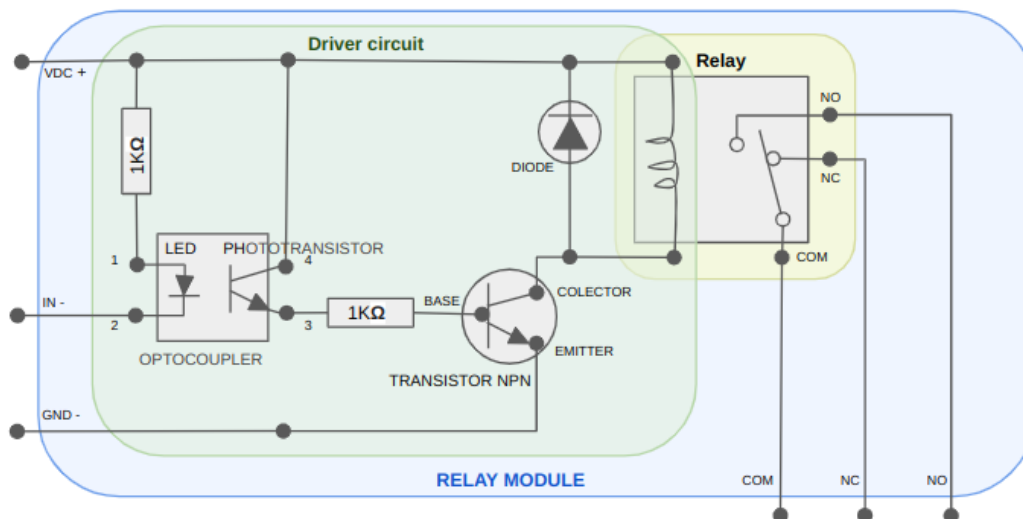 Driver circuit
Relay
VDC +
NO
1KΩ
DIODE
NC
LED
PHOTOTRANSISTOR
1
4
COM
IN -
BASE
COLECTOR
1KΩ
2
3
OPTOCOUPLER
EMITTER
TRANSISTOR NPN
GND -
RELAY MODULE
COM
NC
NO